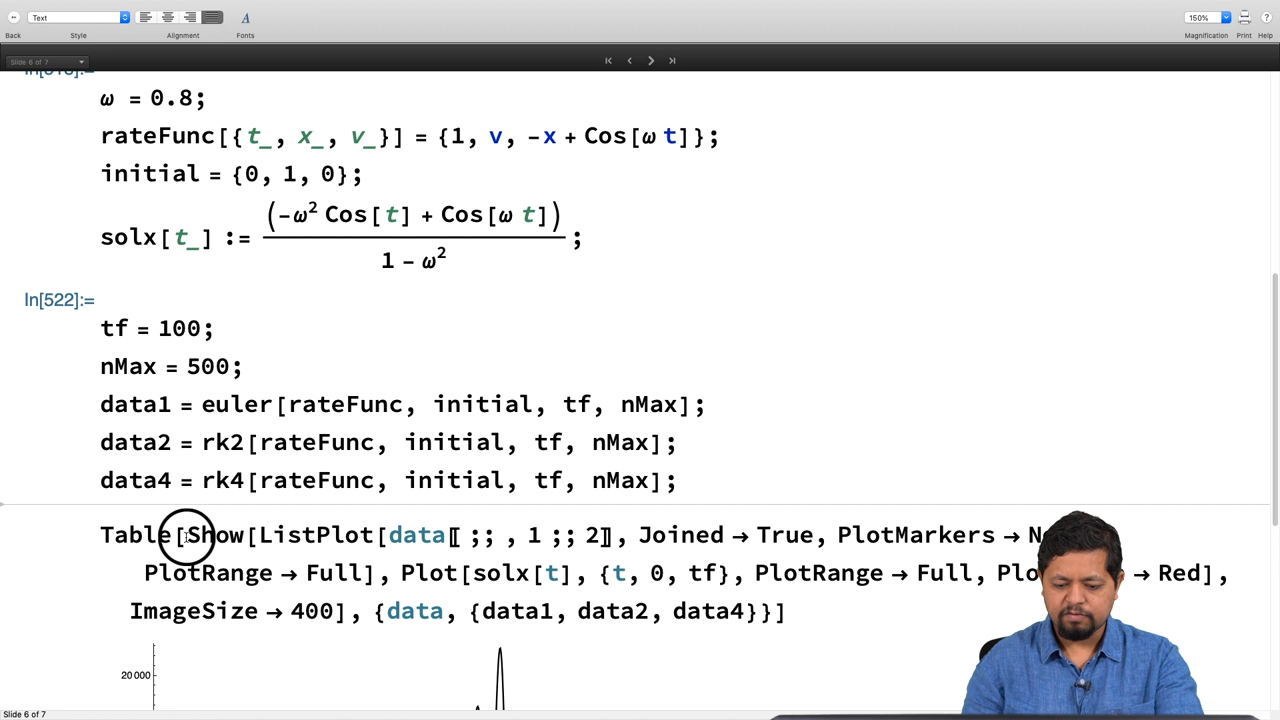 Text
150%
Back
Style
Alignment
Fonts
Magnification
Print
Help
Slide 6 of 7
ω = 0.8;
rateFunc[{t_, x_, v_}] = {1, v, -x + Cos[ω t]};
initial = {0, 1, 0};
solx[t_] := (-ω² Cos[t] + Cos[ω t]) / 1 - ω² ;
In[522]:=
tf = 100;
nMax = 500;
data1 = euler[rateFunc, initial, tf, nMax];
data2 = rk2[rateFunc, initial, tf, nMax];
data4 = rk4[rateFunc, initial, tf, nMax];
Table[Show[ListPlot[data〚 ;; , 1 ;; 2〛, Joined → True, PlotMarkers →
PlotRange → Full], Plot[solx[t], {t, 0, tf}, PlotRange → Full, → Red],
ImageSize → 400], {data, {data1, data2, data4}}]
20 000
Slide 6 of 7